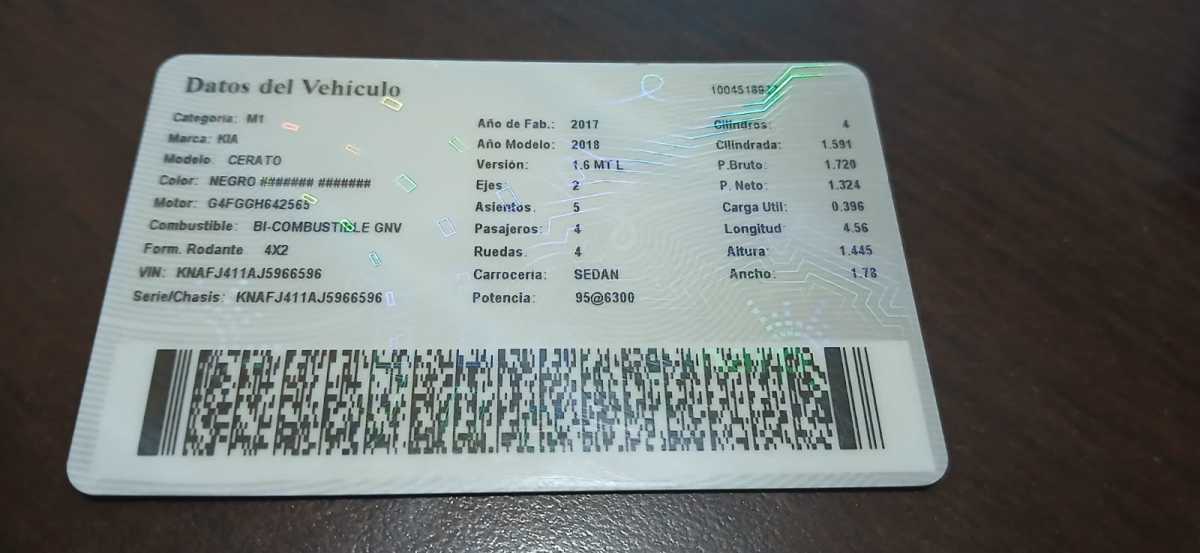 Datos del Vehículo
Categoría: M1
Marca: KIA
Modelo: CERATO
Color: NEGRO ####### #######
Motor: G4FGGH642565
Combustible: BI-COMBUSTIBLE GNV
Form. Rodante 4X2
VIN: KNAFJ411AJ5966596
Serie/Chasis: KNAFJ411AJ5966596
Año de Fab.: 2017
Año Modelo: 2018
Versión: 1.6 MT L
Ejes: 2
Asientos. 5
Pasajeros: 4
Ruedas. 4
Carrocería: SEDAN
Potencia: 95@6300
Cilindros: 4
Cilindrada: 1.591
P.Bruto: 1.720
P. Neto: 1.324
Carga Util: 0.396
Longitud: 4.56
Altura: 1.445
Ancho: 1.78